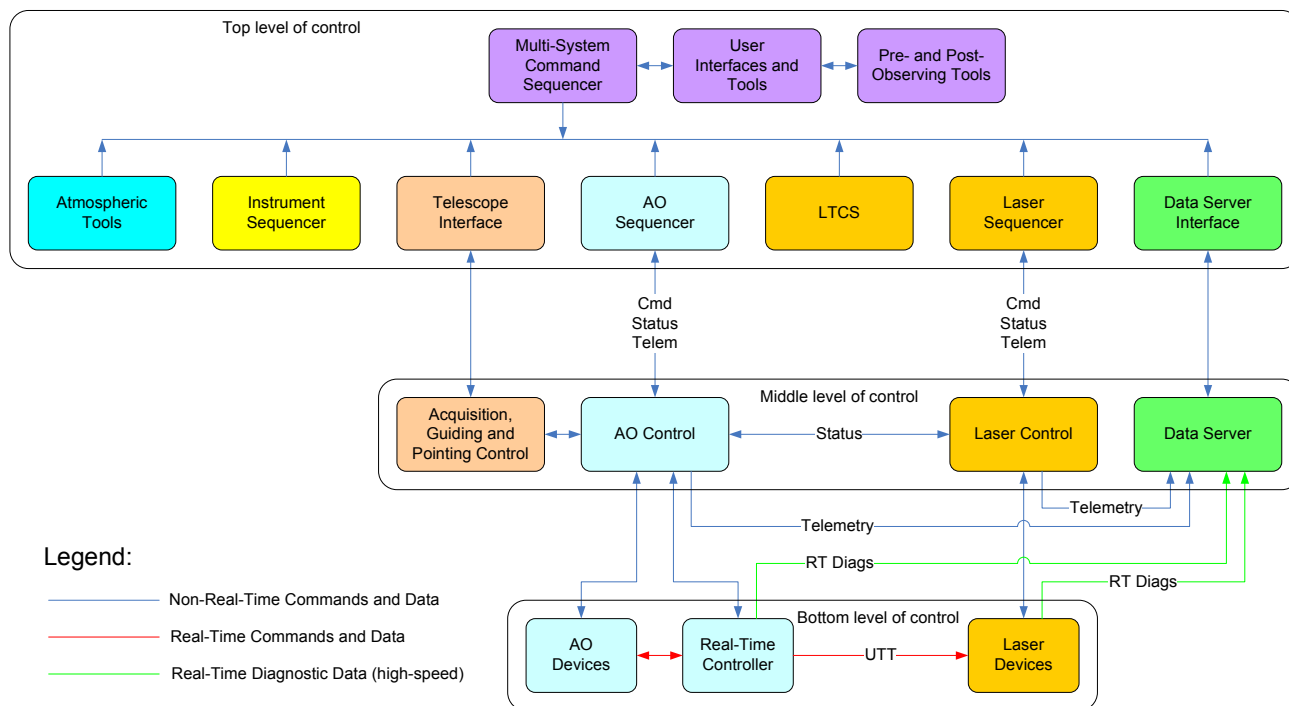 Top level of control
Multi-System
Command
Sequencer
User
Interfaces and
Tools
Pre- and Post-
Observing Tools
Atmospheric
Tools
Instrument
Sequencer
Telescope
Interface
AO
Sequencer
LTCS
Laser
Sequencer
Data Server
Interface
Cmd
Status
Telem
Cmd
Status
Telem
Middle level of control
Acquisition,
Guiding and
Pointing Control
AO Control
Status
Laser Control
Data Server
Telemetry
Telemetry
RT Diags
RT Diags
Legend:
Non-Real-Time Commands and Data
Real-Time Commands and Data
Real-Time Diagnostic Data (high-speed)
Bottom level of control
AO
Devices
Real-Time
Controller
UTT
Laser
Devices